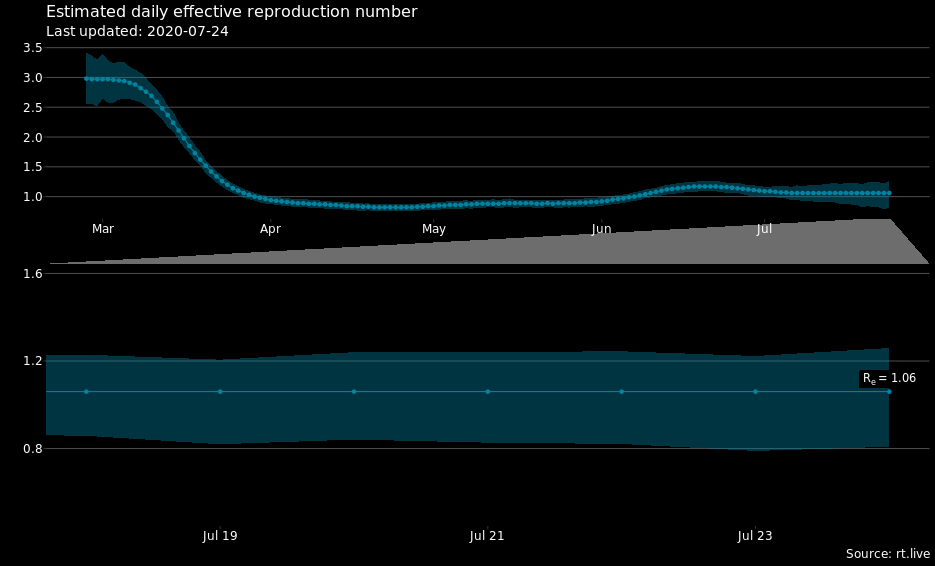 Estimated daily effective reproduction number
Last updated: 2020-07-24
3.5
3.0
2.5
2.0
1.5
1.0
Mar Apr May Jun Jul
1.6
1.2
Re = 1.06
0.8
Jul 19 Jul 21 Jul 23
Source: rt.live